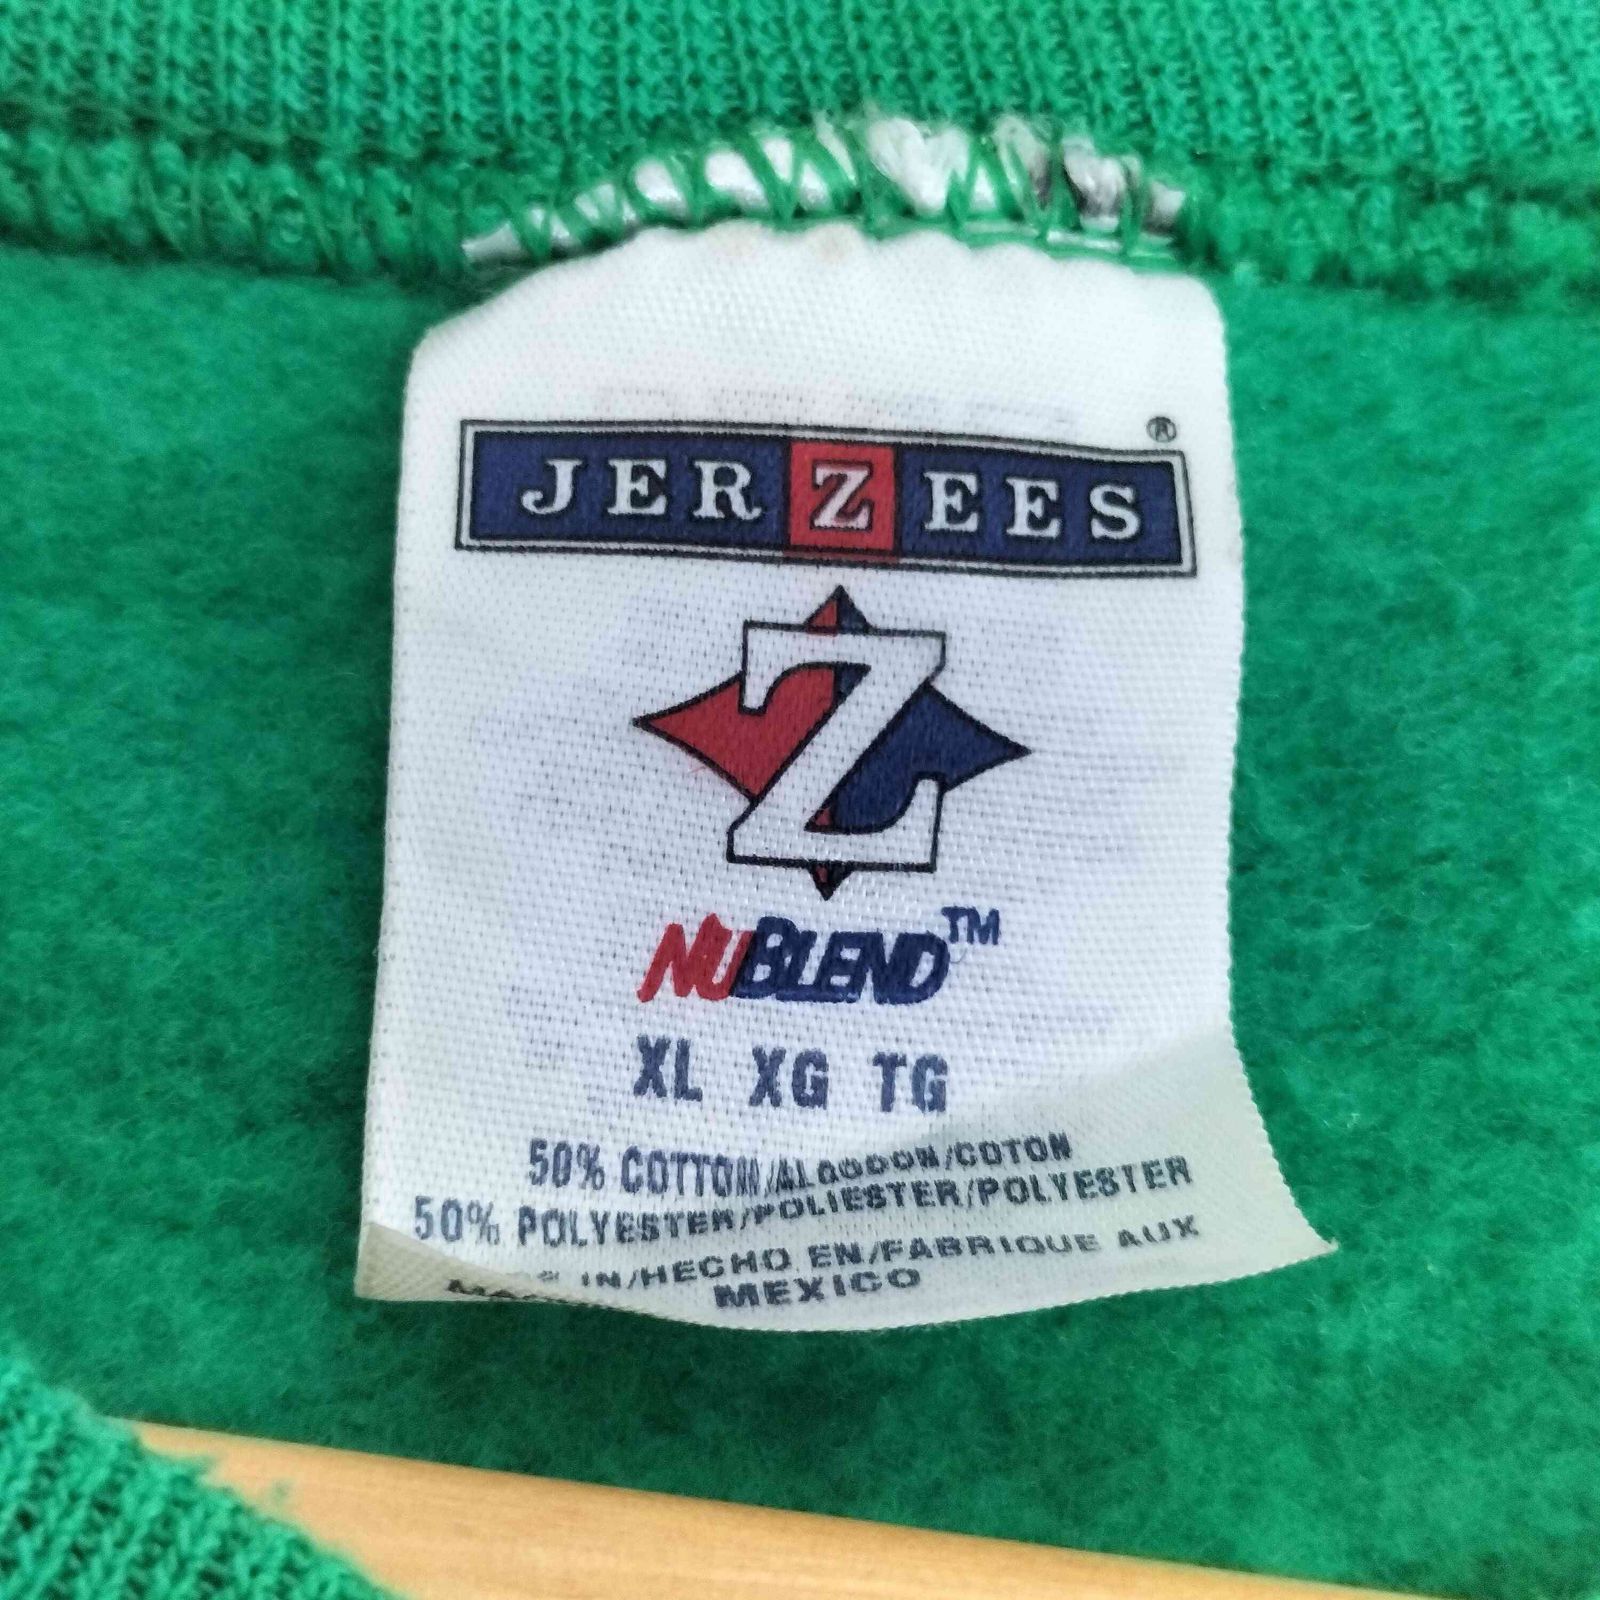 JERZEES®
Z
NUBLEND™
XL XG TG
50% COTTON/ALGODON/COTON
50% POLYESTER/POLIESTER/POLYESTER
IN/HECHO EN/FABRIQUE AUX
MEXICO